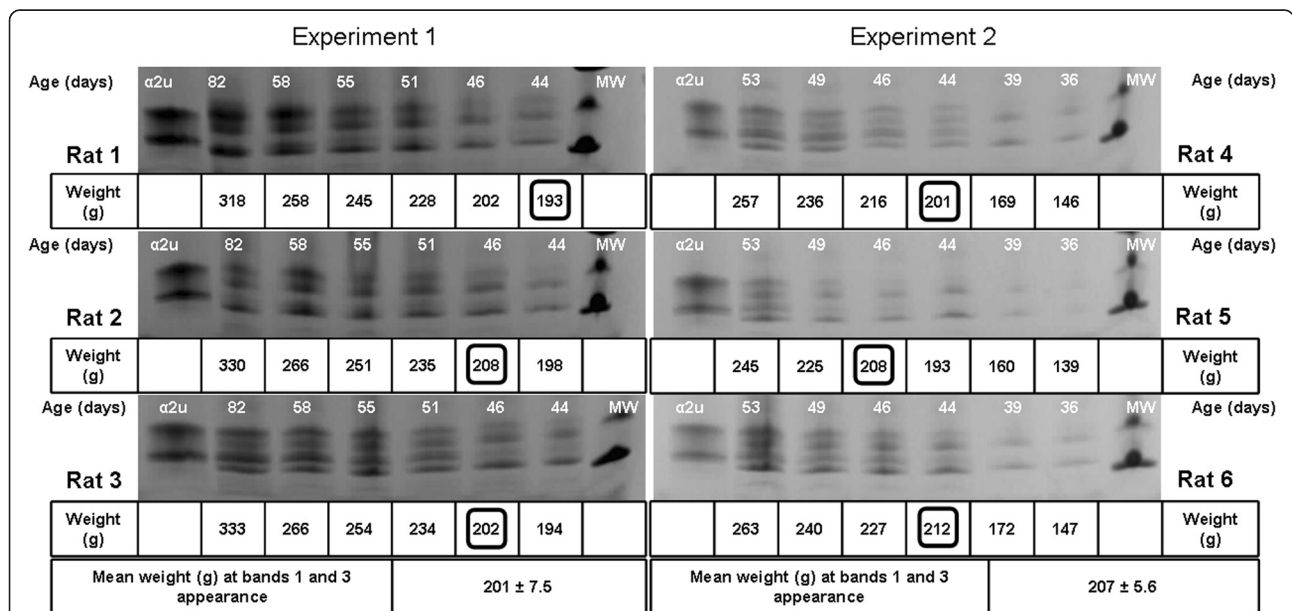 Experiment 1
Experiment 2
Age (days) α2u 82 58 55 51 46 44 MW
Rat 1
Weight (g) 318 258 245 228 202 193
α2u 53 49 46 44 39 36 MW Age (days)
Rat 4
257 236 216 201 169 146 Weight (g)
Age (days) α2u 82 58 55 51 46 44 MW
Rat 2
Weight (g) 330 266 251 235 208 198
α2u 53 49 46 44 39 36 MW Age (days)
Rat 5
245 225 208 193 160 139 Weight (g)
Age (days) α2u 82 58 55 51 46 44 MW
Rat 3
Weight (g) 333 266 254 234 202 194
α2u 53 49 46 44 39 36 MW Age (days)
Rat 6
263 240 227 212 172 147 Weight (g)
Mean weight (g) at bands 1 and 3
appearance
201 ± 7.5
Mean weight (g) at bands 1 and 3
appearance
207 ± 5.6